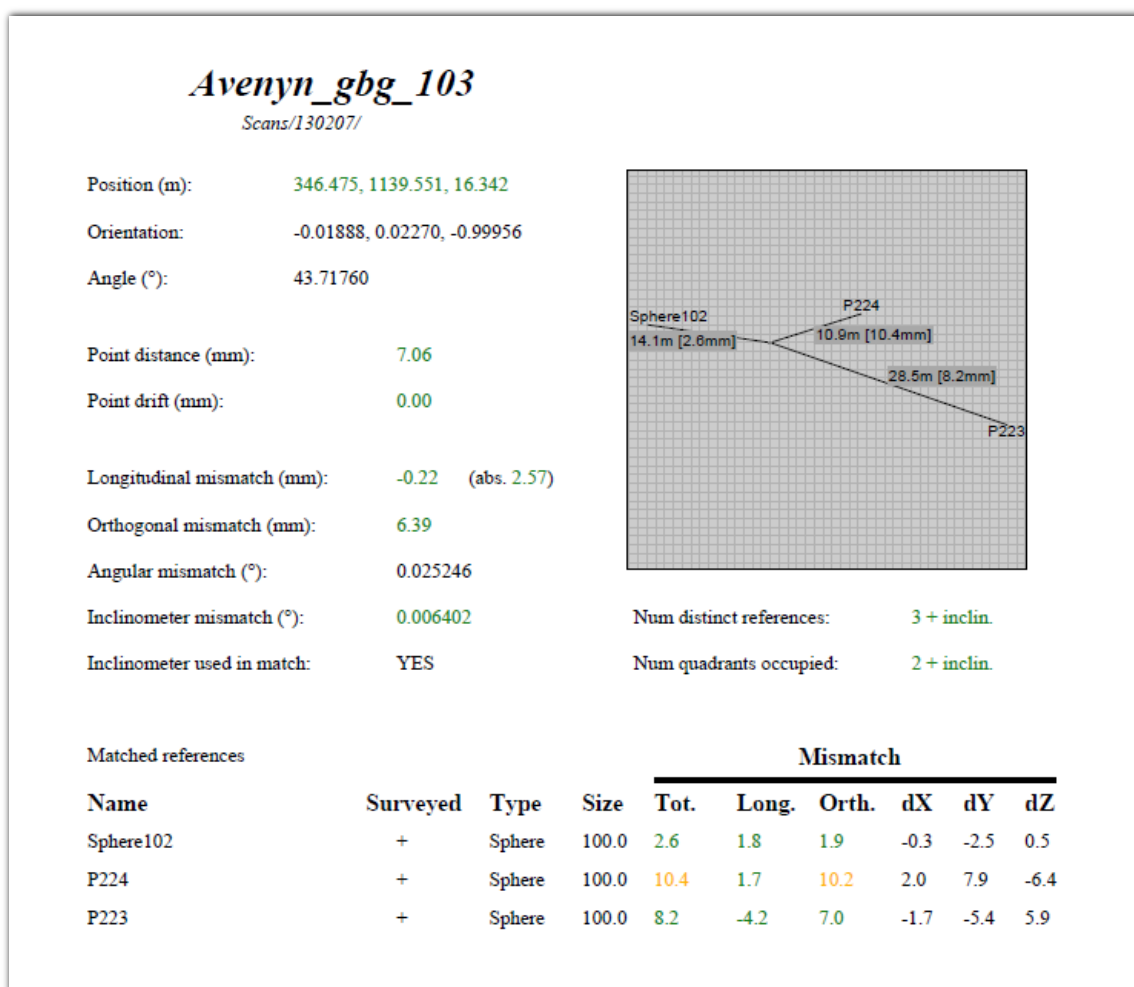 Avenyn_gbg_103
Scans/130207/
Position (m): 346.475, 1139.551, 16.342
Orientation: -0.01888, 0.02270, -0.99956
Angle (°): 43.71760
Point distance (mm): 7.06
Point drift (mm): 0.00
Longitudinal mismatch (mm): -0.22 (abs. 2.57)
Orthogonal mismatch (mm): 6.39
Angular mismatch (°): 0.025246
Inclinometer mismatch (°): 0.006402
Inclinometer used in match: YES
P224
Sphere102
10.9m [10.4mm]
14.1m [2.6mm]
28.5m [8.2mm]
P223
Num distinct references: 3 + inclin.
Num quadrants occupied: 2 + inclin.
Matched references
Mismatch
Name Surveyed Type Size Tot. Long. Orth. dX dY dZ
Sphere102 + Sphere 100.0 2.6 1.8 1.9 -0.3 -2.5 0.5
P224 + Sphere 100.0 10.4 1.7 10.2 2.0 7.9 -6.4
P223 + Sphere 100.0 8.2 -4.2 7.0 -1.7 -5.4 5.9